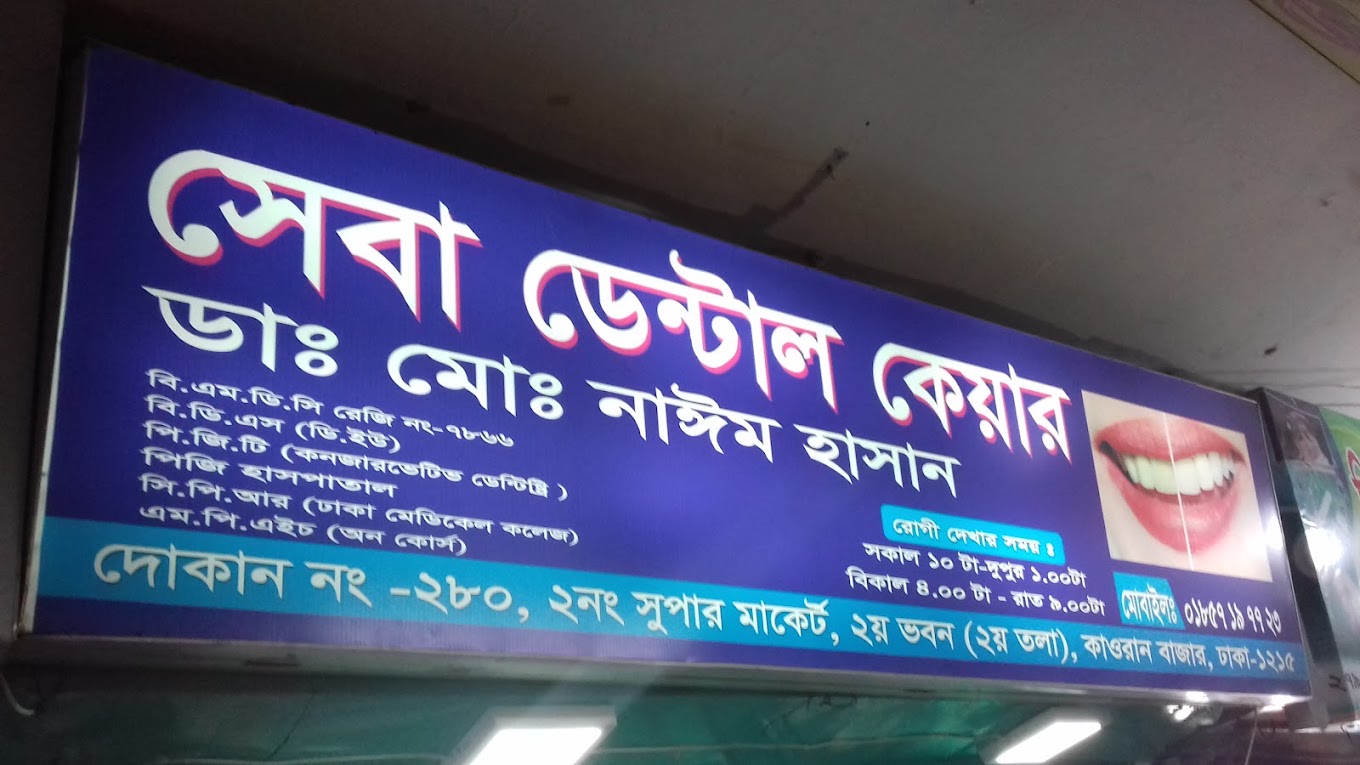 সেবা ডেন্টাল কেয়ার
ডাঃ মোঃ নাঈম হাসান
বি.এম.ডি.সি রেজি নং-৭৮৬৬
বি.ডি.এস (ডি.ইউ)
পি.জি.টি (কনজারভেটিভ ডেন্টিষ্ট্রি )
পিজি হাসপাতাল
সি.পি.আর (ঢাকা মেডিকেল কলেজ)
এম.পি.এইচ (অন কোর্স)
রোগী দেখার সময় ঃ
সকাল ১০ টা-দুপুর ১.০০টা
বিকাল ৪.০০ টা - রাত ৯.০০টা
মোবাইলঃ ০১৮৫৭ ১৯ ৭৭ ২৩
দোকান নং -২৮০, ২নং সুপার মার্কেট, ২য় ভবন (২য় তলা), কাওরান বাজার, ঢাকা-১২১৫